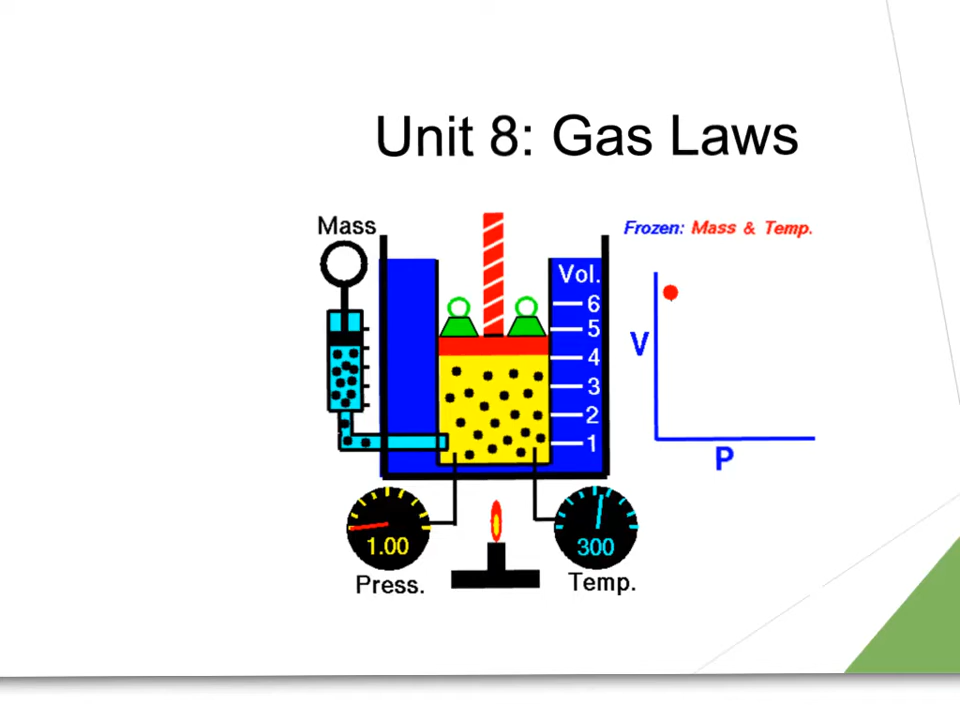 Unit 8: Gas Laws
Mass
Frozen: Mass & Temp.
Vol.
6
5
4
3
2
1
V
P
1.00
300
Press.
Temp.